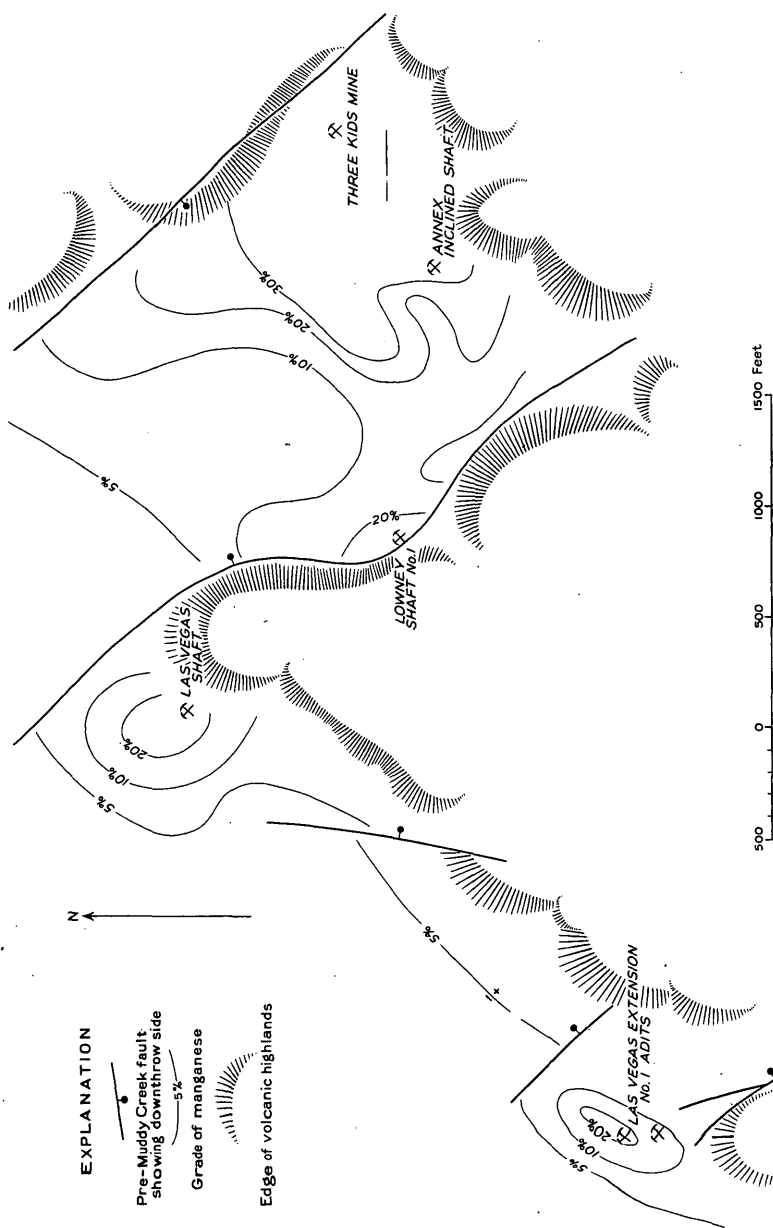 EXPLANATION
Pre-Muddy Creek fault
showing downthrow side
5%
Grade of manganese
Edge of volcanic highlands
N
5%
10%
20%
LAS VEGAS
SHAFT
5%
10%
20%
30%
THREE KIDS MINE
ANNEX
INCLINED SHAFT
20%
LOWNEY
SHAFT No.1
5%
5%
10%
20%
LAS VEGAS EXTENSION
No.1 ADITS
500
0
500
1000
1500 Feet